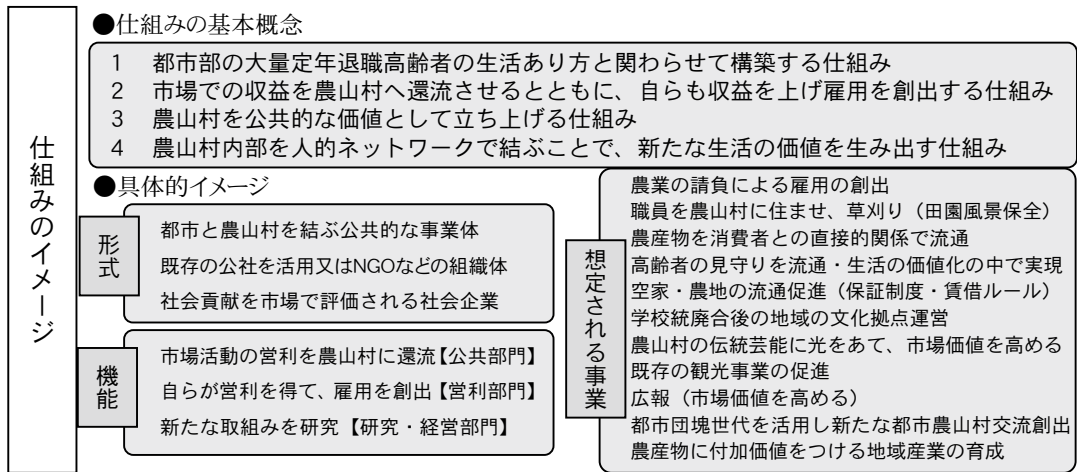 仕組みのイメージ
●仕組みの基本概念
1 都市部の大量定年退職高齢者の生活あり方と関わらせて構築する仕組み
2 市場での収益を農山村へ還流させるとともに、自らも収益を上げ雇用を創出する仕組み
3 農山村を公共的な価値として立ち上げる仕組み
4 農山村内部を人的ネットワークで結ぶことで、新たな生活の価値を生み出す仕組み
●具体的イメージ
形式
都市と農山村を結ぶ公共的な事業体
既存の公社を活用又はNGOなどの組織体
社会貢献を市場で評価される社会企業
機能
市場活動の営利を農山村に還流【公共部門】
自らが営利を得て、雇用を創出【営利部門】
新たな取組みを研究【研究・経営部門】
想定される事業
農業の請負による雇用の創出
職員を農山村に住ませ、草刈り（田園風景保全）
農産物を消費者との直接的関係で流通
高齢者の見守りを流通・生活の価値化の中で実現
空家・農地の流通促進（保証制度・賃借ルール）
学校統廃合後の地域の文化拠点運営
農山村の伝統芸能に光をあて、市場価値を高める
既存の観光事業の促進
広報（市場価値を高める）
都市団塊世代を活用し新たな都市農山村交流創出
農産物に付加価値をつける地域産業の育成